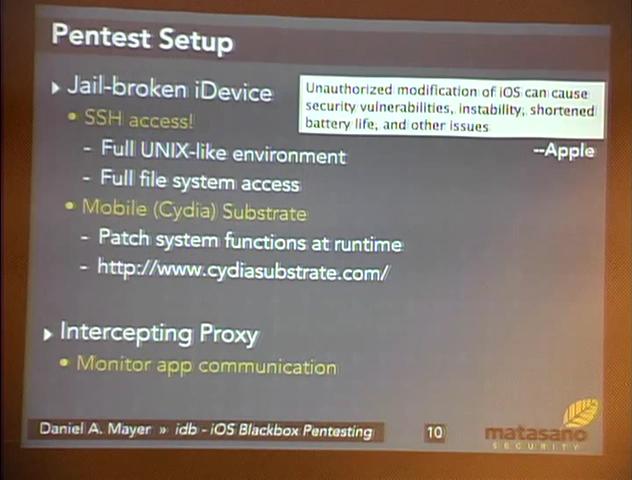 Pentest Setup
Jail-broken iDevice
Unauthorized modification of iOS can cause
security vulnerabilities, instability, shortened
battery life, and other issues
--Apple
• SSH access!
- Full UNIX-like environment
- Full file system access
• Mobile (Cydia) Substrate
- Patch system functions at runtime
- http://www.cydiasubstrate.com/
Intercepting Proxy
• Monitor app communication
Daniel A. Mayer » idb - iOS Blackbox Pentesting
10
matasano
SECURITY